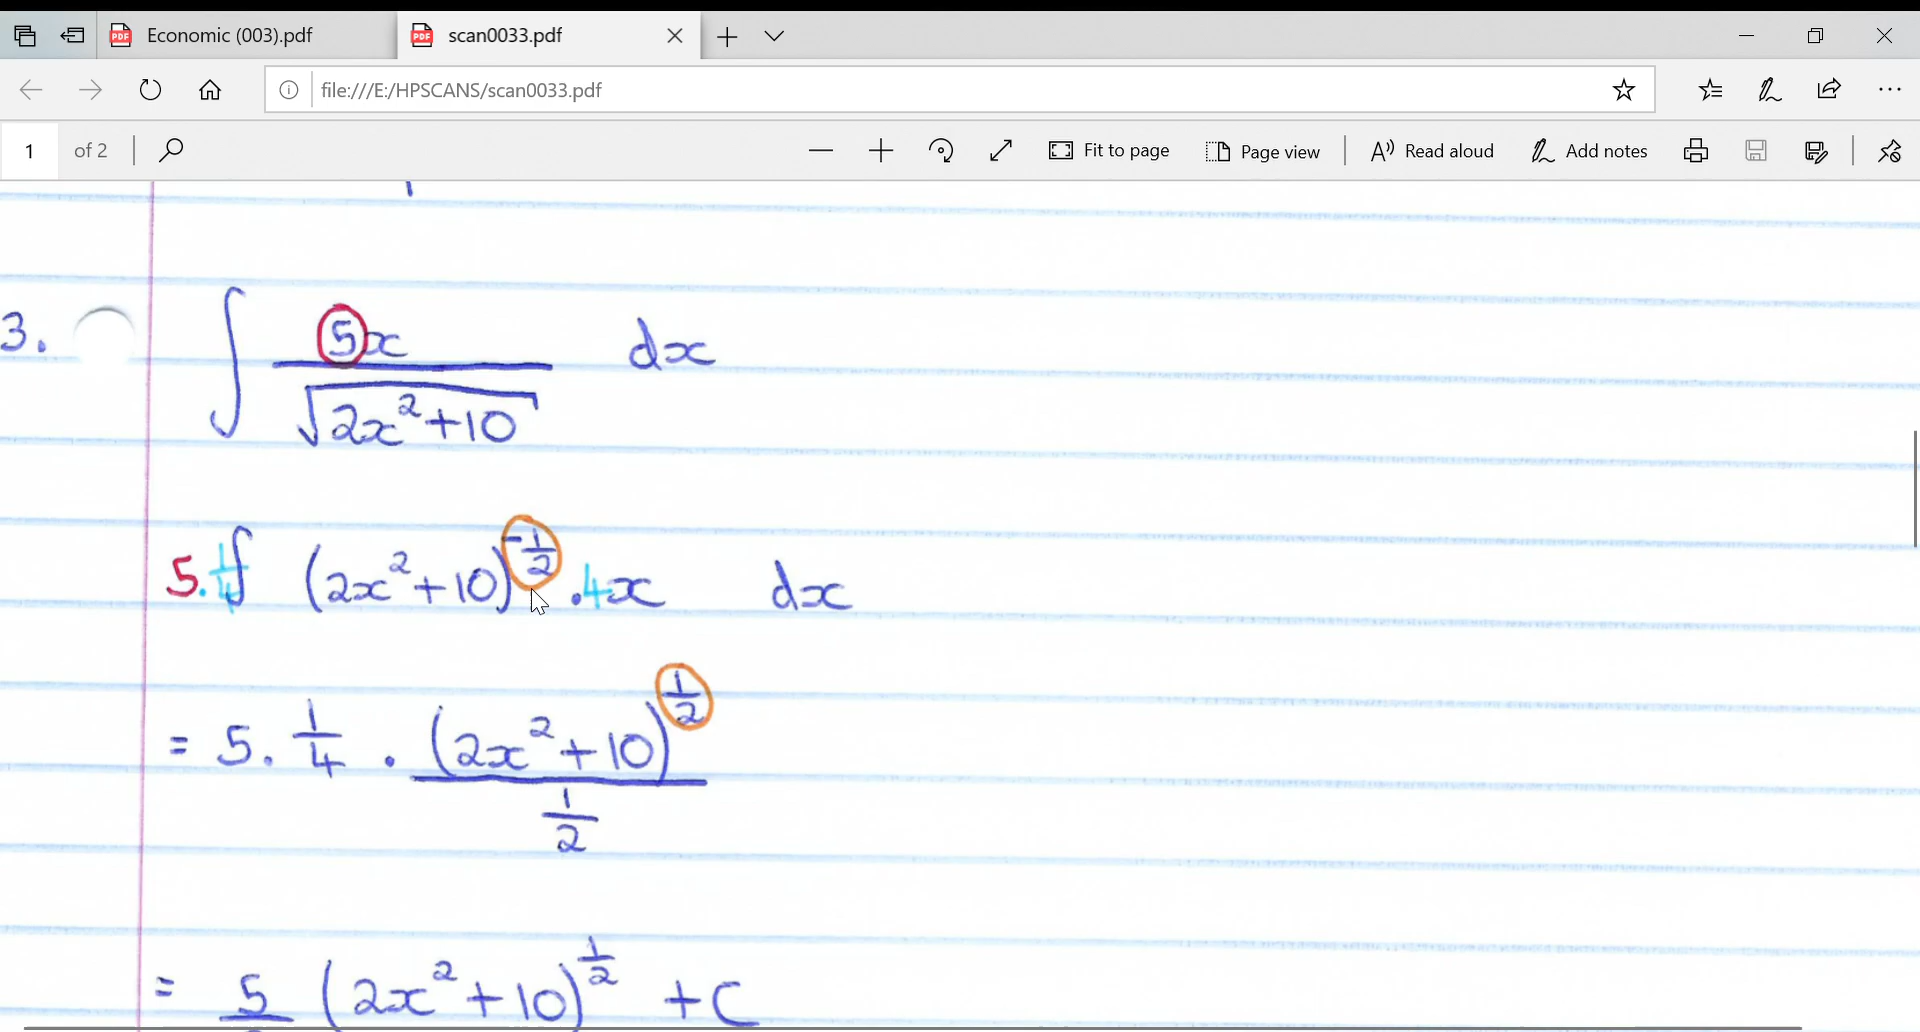 Economic (003).pdf
scan0033.pdf
file:///E:/HPSCANS/scan0033.pdf
1 of 2
Fit to page
Page view
Read aloud
Add notes
3. ∫ 5x / √(2x² + 10) dx
5 . 1/4 ∫ (2x² + 10)^(-1/2) . 4x dx
= 5 . 1/4 . (2x² + 10)^(1/2) / (1/2)
= 5 (2x² + 10)^(1/2) + C